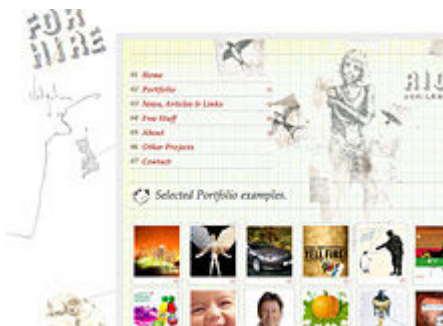 FOR
HIRE
01 Home
02 Portfolio
03 News, Articles & Links
04 Free Stuff
05 About
06 Other Projects
07 Contact
Selected Portfolio examples.